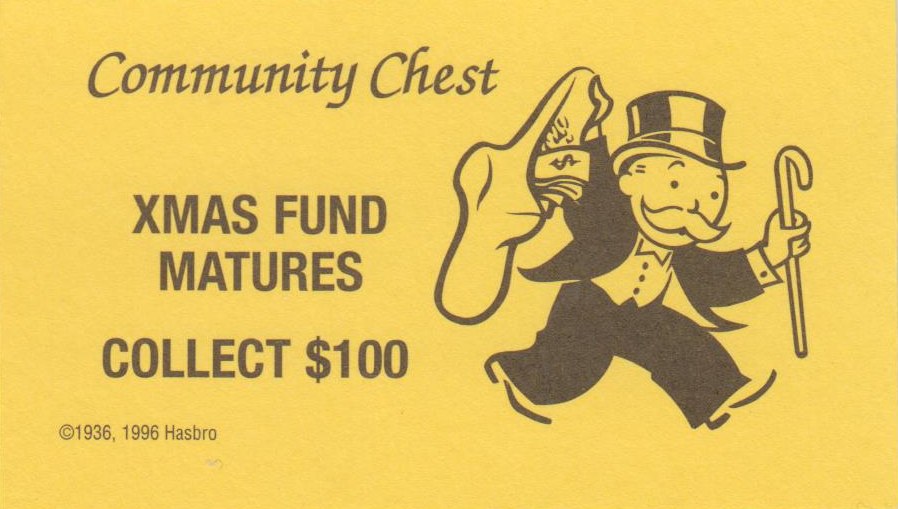 Community Chest
XMAS FUND
MATURES
COLLECT $100
©1936, 1996 Hasbro
$